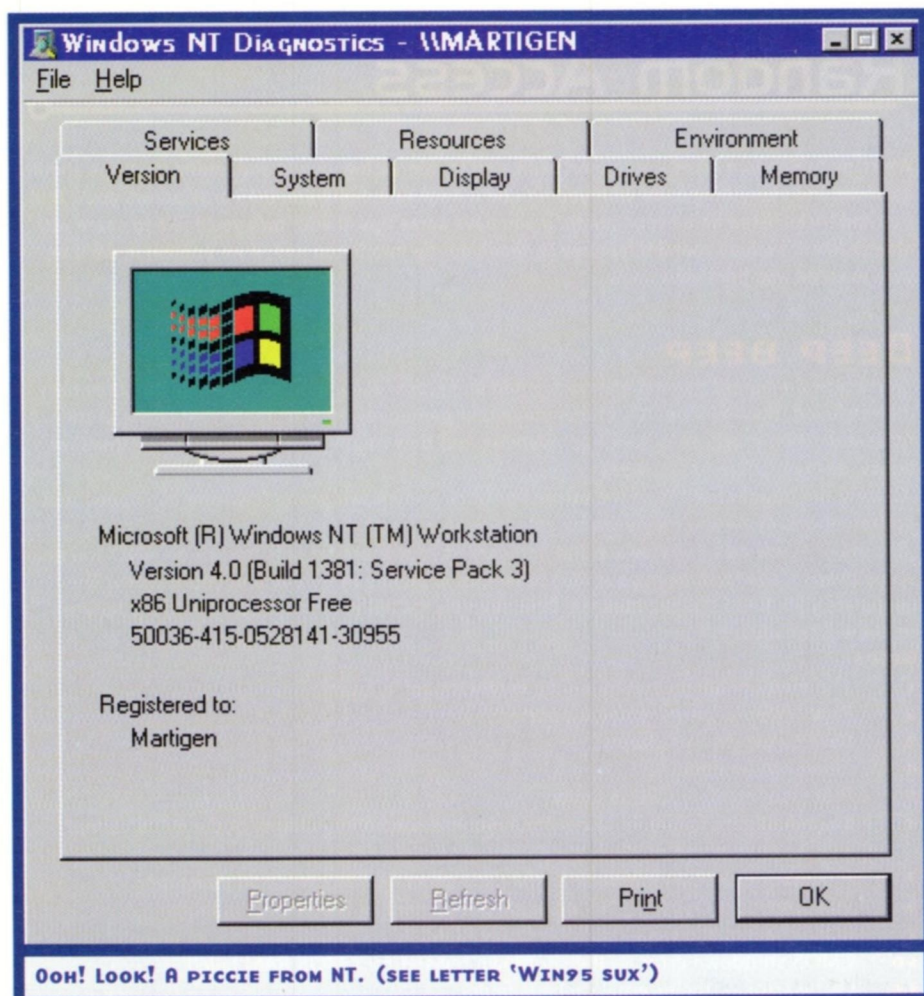 Windows NT Diagnostics - \\MARTIGEN
File Help
Services Resources Environment
Version System Display Drives Memory
Microsoft (R) Windows NT (TM) Workstation
Version 4.0 (Build 1381: Service Pack 3)
x86 Uniprocessor Free
50036-415-0528141-30955
Registered to:
Martigen
Properties Refresh Print OK
OOH! LOOK! A PICCIE FROM NT. (SEE LETTER 'WIN95 SUX')